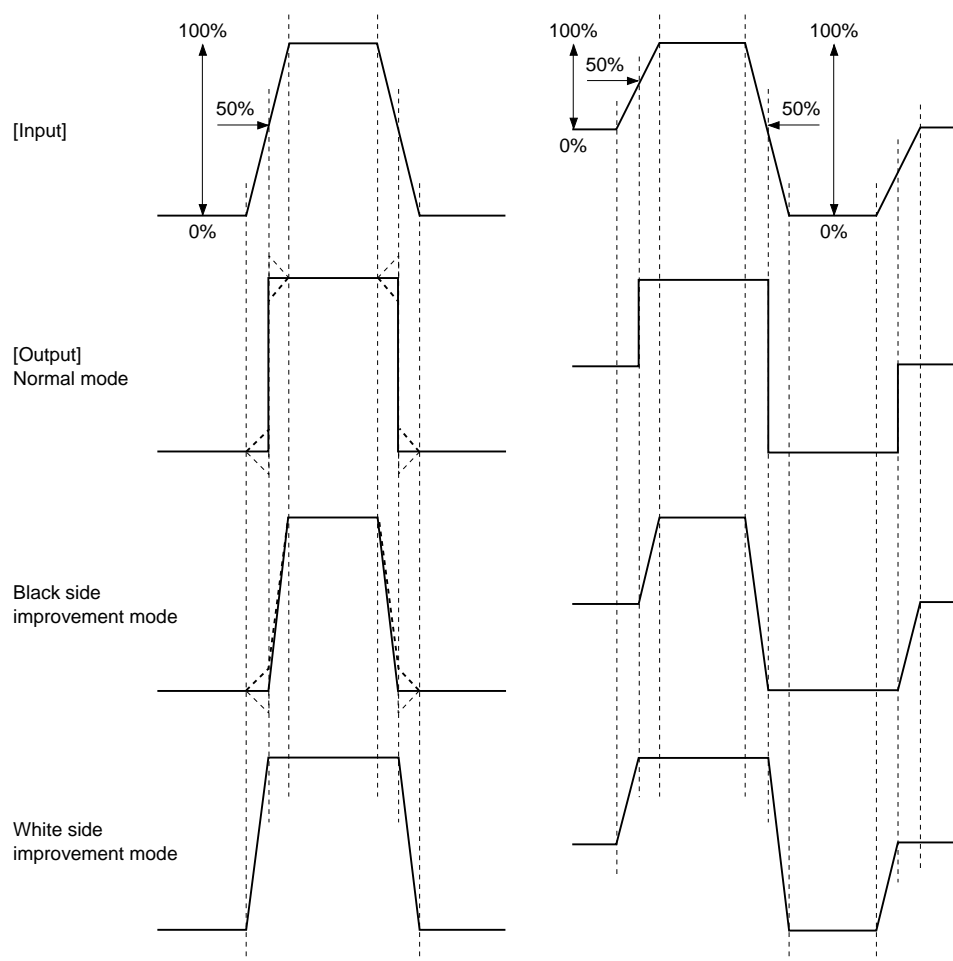 100%
50%
[Input]
0%
100%
50%
0%
100%
50%
0%
[Output]
Normal mode
Black side
improvement mode
White side
improvement mode